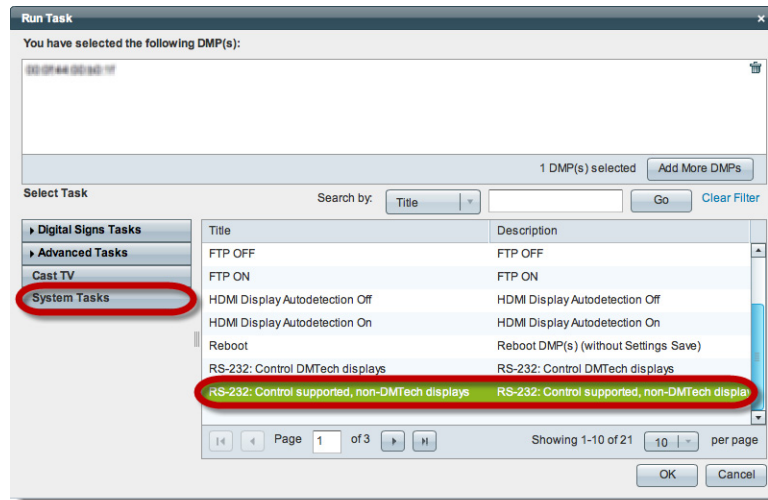 Run Task ×
You have selected the following DMP(s):
1 DMP(s) selected Add More DMPs
Select Task
Search by: Title Go Clear Filter
Digital Signs Tasks
Advanced Tasks
Cast TV
System Tasks
Title Description
FTP OFF FTP OFF
FTP ON FTP ON
HDMI Display Autodetection Off HDMI Display Autodetection Off
HDMI Display Autodetection On HDMI Display Autodetection On
Reboot Reboot DMP(s) (without Settings Save)
RS-232: Control DMTech displays RS-232: Control DMTech displays
RS-232: Control supported, non-DMTech displays RS-232: Control supported, non-DMTech display
Page 1 of 3 Showing 1-10 of 21 10 per page
OK Cancel